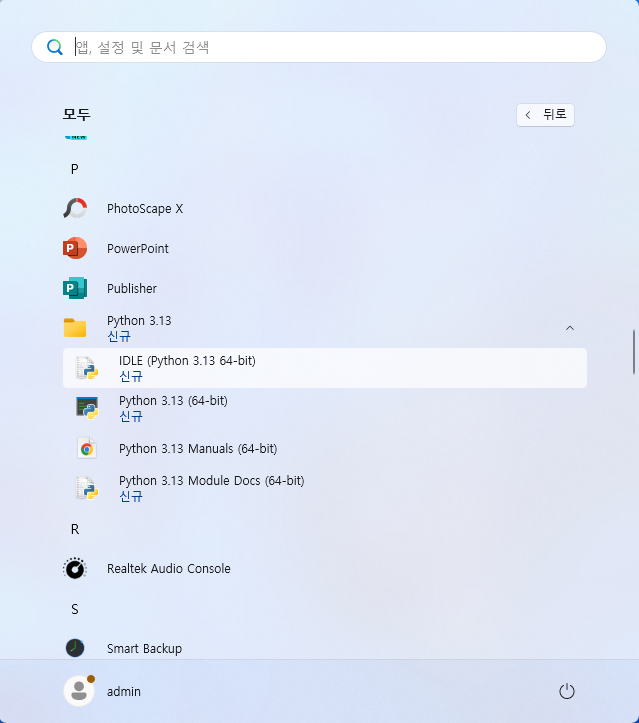 앱, 설정 및 문서 검색
모두
뒤로
P
PhotoScape X
PowerPoint
Publisher
Python 3.13
신규
IDLE (Python 3.13 64-bit)
신규
Python 3.13 (64-bit)
신규
Python 3.13 Manuals (64-bit)
Python 3.13 Module Docs (64-bit)
신규
R
Realtek Audio Console
S
Smart Backup
admin